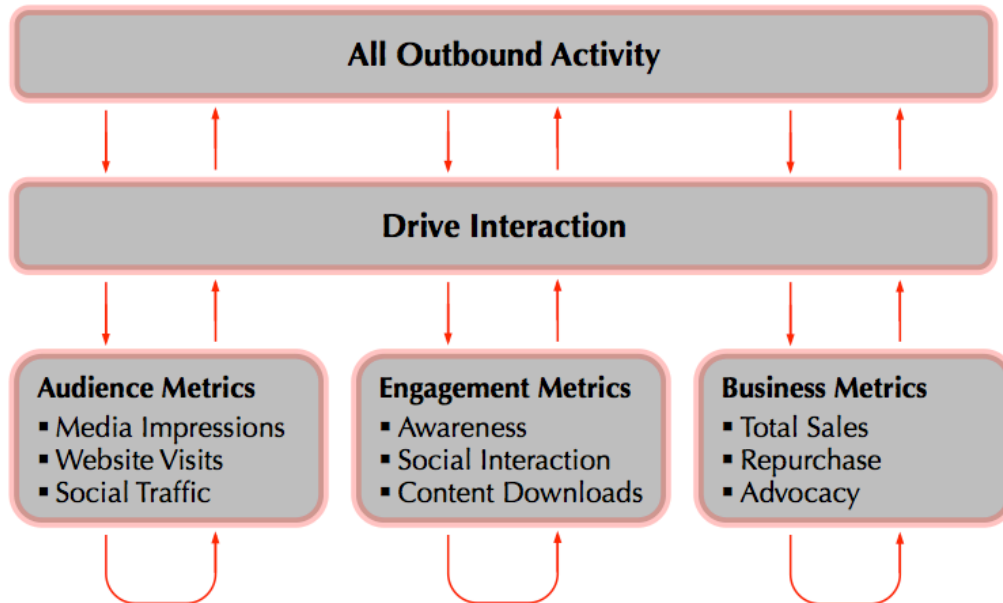 All Outbound Activity
Drive Interaction
Audience Metrics
▪ Media Impressions
▪ Website Visits
▪ Social Traffic
Engagement Metrics
▪ Awareness
▪ Social Interaction
▪ Content Downloads
Business Metrics
▪ Total Sales
▪ Repurchase
▪ Advocacy